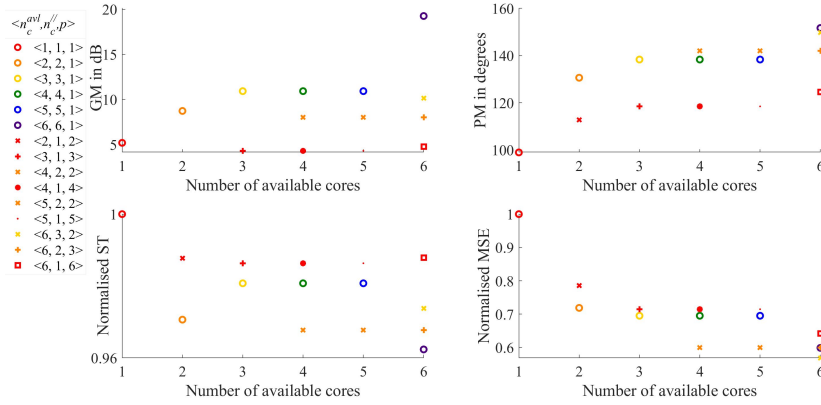 <n_c^avl, n_c^//, p>
<1, 1, 1>
<2, 2, 1>
<3, 3, 1>
<4, 4, 1>
<5, 5, 1>
<6, 6, 1>
<2, 1, 2>
<3, 1, 3>
<4, 2, 2>
<4, 1, 4>
<5, 2, 2>
<5, 1, 5>
<6, 3, 2>
<6, 2, 3>
<6, 1, 6>
GM in dB
20
10
5
1 2 3 4 5 6
Number of available cores
PM in degrees
160
140
120
100
1 2 3 4 5 6
Number of available cores
Normalised ST
1
0.96
1 2 3 4 5 6
Number of available cores
Normalised MSE
1
0.9
0.8
0.7
0.6
1 2 3 4 5 6
Number of available cores